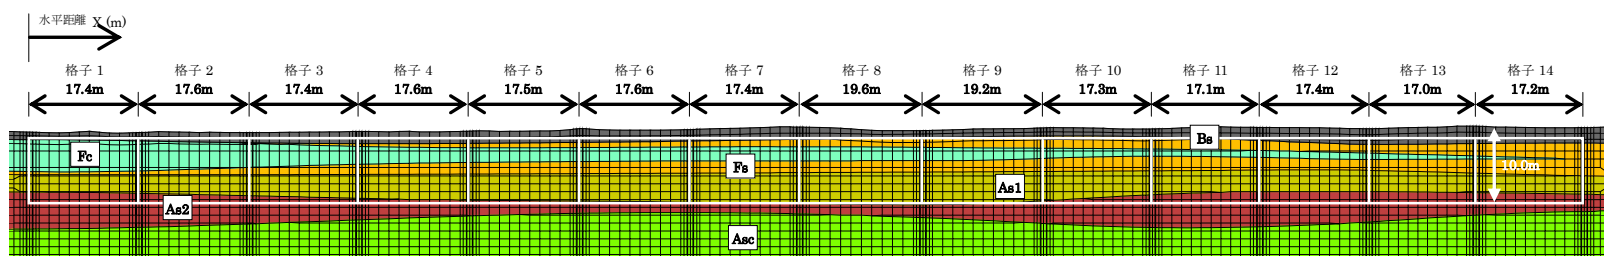 水平距離 X (m)
格子 1 格子 2 格子 3 格子 4 格子 5 格子 6 格子 7 格子 8 格子 9 格子 10 格子 11 格子 12 格子 13 格子 14
17.4m 17.6m 17.4m 17.6m 17.5m 17.6m 17.4m 19.6m 19.2m 17.3m 17.1m 17.4m 17.0m 17.2m
Bs
Fc
Fs
10.0m
As1
As2
Asc